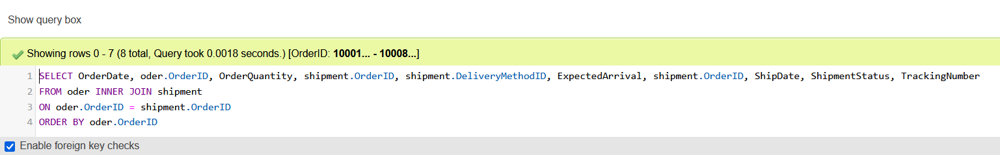 Show query box
Showing rows 0 - 7 (8 total, Query took 0.0018 seconds.) [OrderID: 10001... - 10008...]
1 SELECT OrderDate, oder.OrderID, OrderQuantity, shipment.OrderID, shipment.DeliveryMethodID, ExpectedArrival, shipment.OrderID, ShipDate, ShipmentStatus, TrackingNumber
2 FROM oder INNER JOIN shipment
3 ON oder.OrderID = shipment.OrderID
4 ORDER BY oder.OrderID
Enable foreign key checks